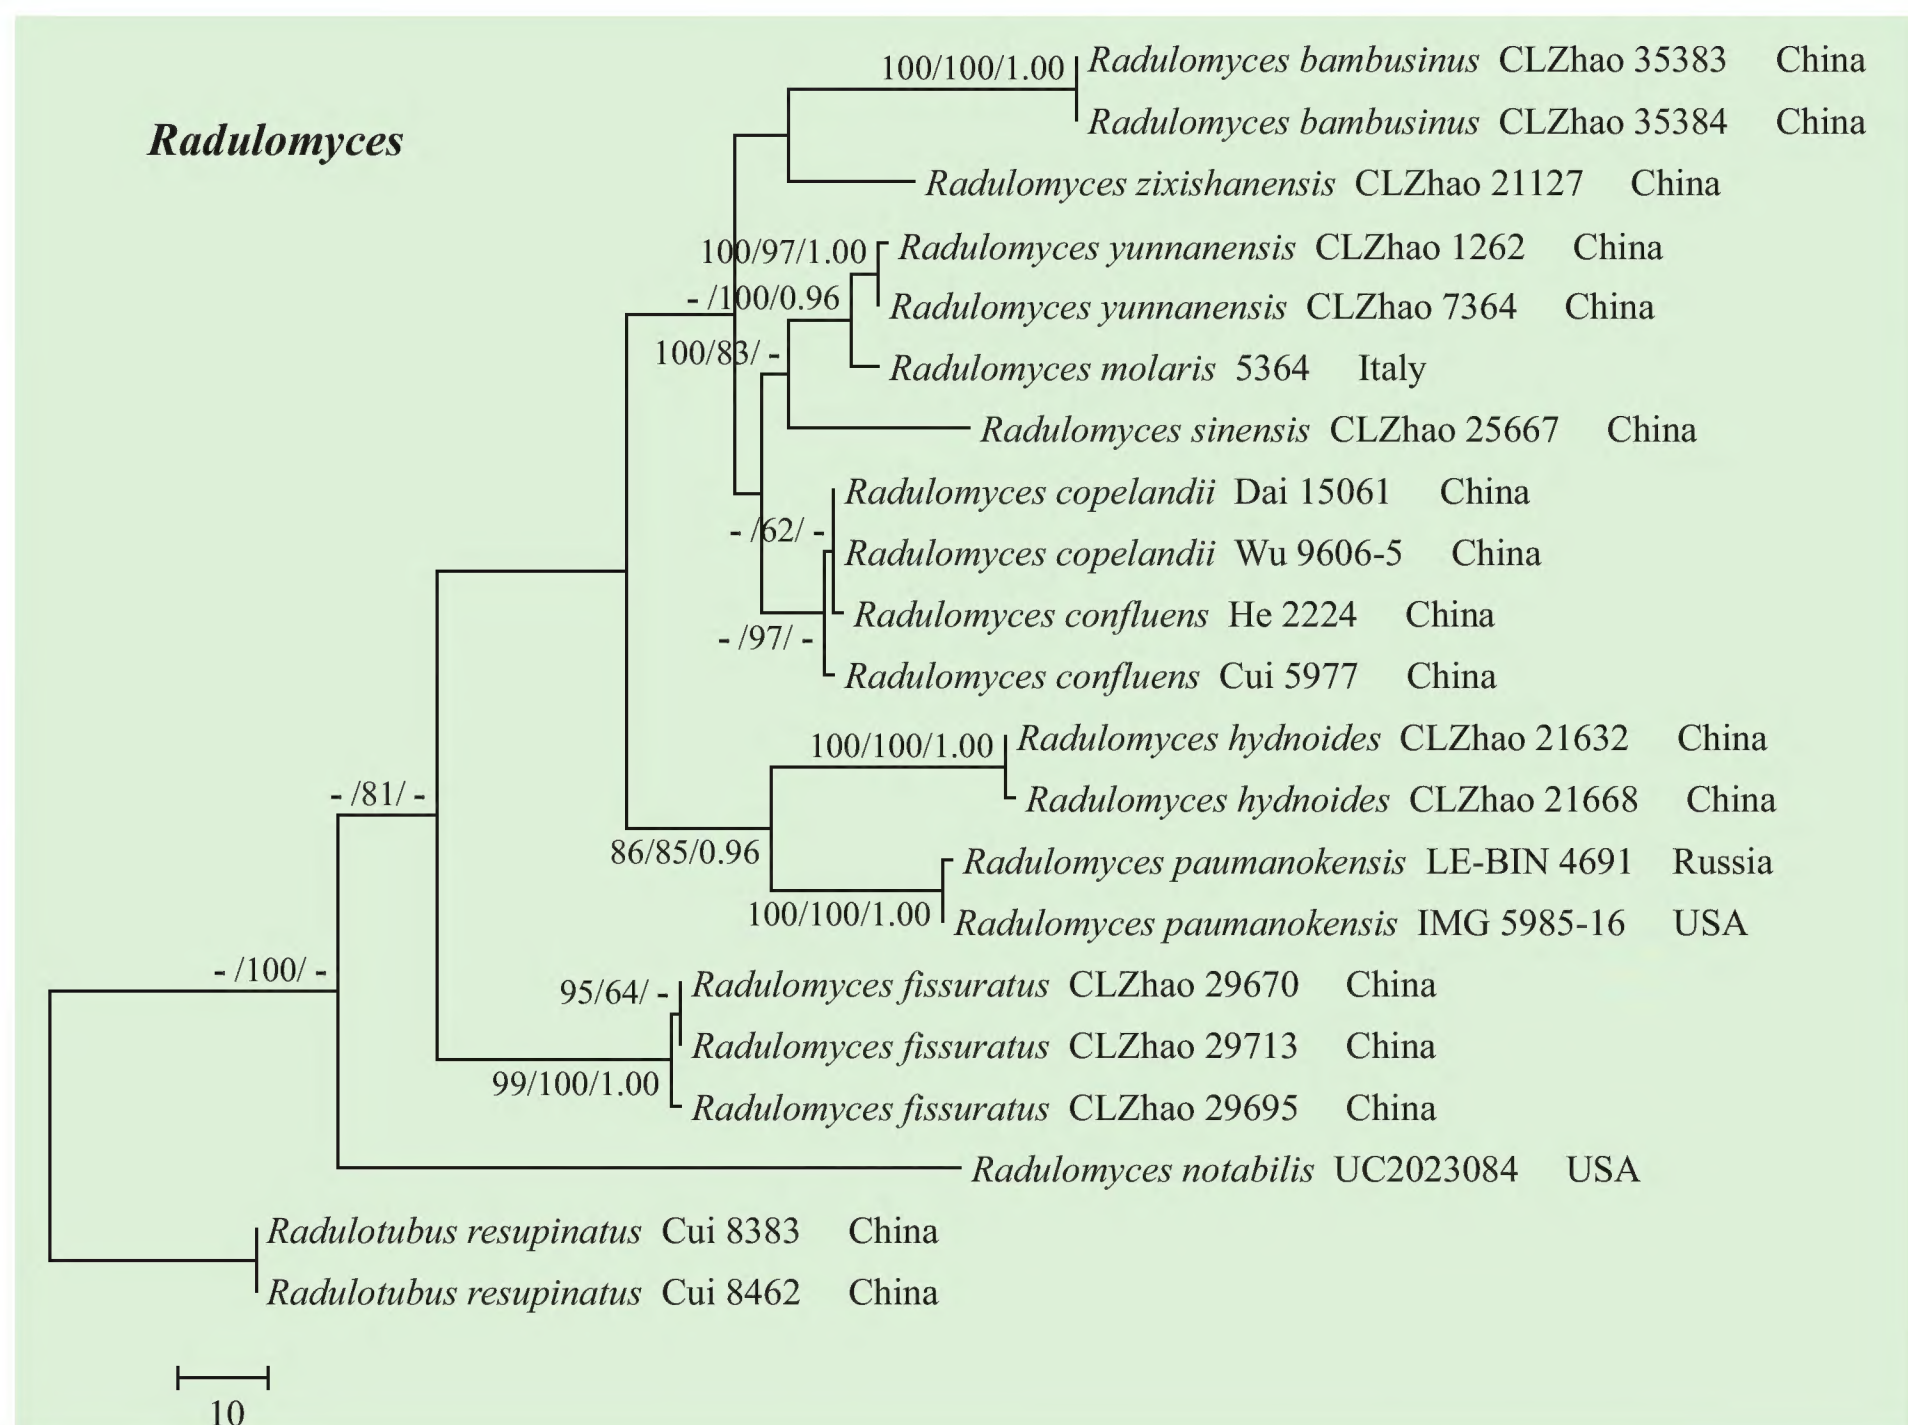 100/100/1.00 Radulomyces bambusinus CLZhao 35383 China
Radulomyces bambusinus CLZhao 35384 China
Radulomyces
Radulomyces zixishanensis CLZhao 21127 China
100/97/1.00 Radulomyces yunnanensis CLZhao 1262 China
- /100/0.96
Radulomyces yunnanensis CLZhao 7364 China
100/83/ -
Radulomyces molaris 5364 Italy
Radulomyces sinensis CLZhao 25667 China
Radulomyces copelandii Dai 15061 China
- /62/ -
Radulomyces copelandii Wu 9606-5 China
Radulomyces confluens He 2224 China
- /97/ -
Radulomyces confluens Cui 5977 China
100/100/1.00 Radulomyces hydnoides CLZhao 21632 China
- /81/ -
Radulomyces hydnoides CLZhao 21668 China
86/85/0.96
Radulomyces paumanokensis LE-BIN 4691 Russia
100/100/1.00 Radulomyces paumanokensis IMG 5985-16 USA
- /100/ -
95/64/ - Radulomyces fissuratus CLZhao 29670 China
Radulomyces fissuratus CLZhao 29713 China
99/100/1.00
Radulomyces fissuratus CLZhao 29695 China
Radulomyces notabilis UC2023084 USA
Radulotubus resupinatus Cui 8383 China
Radulotubus resupinatus Cui 8462 China
10